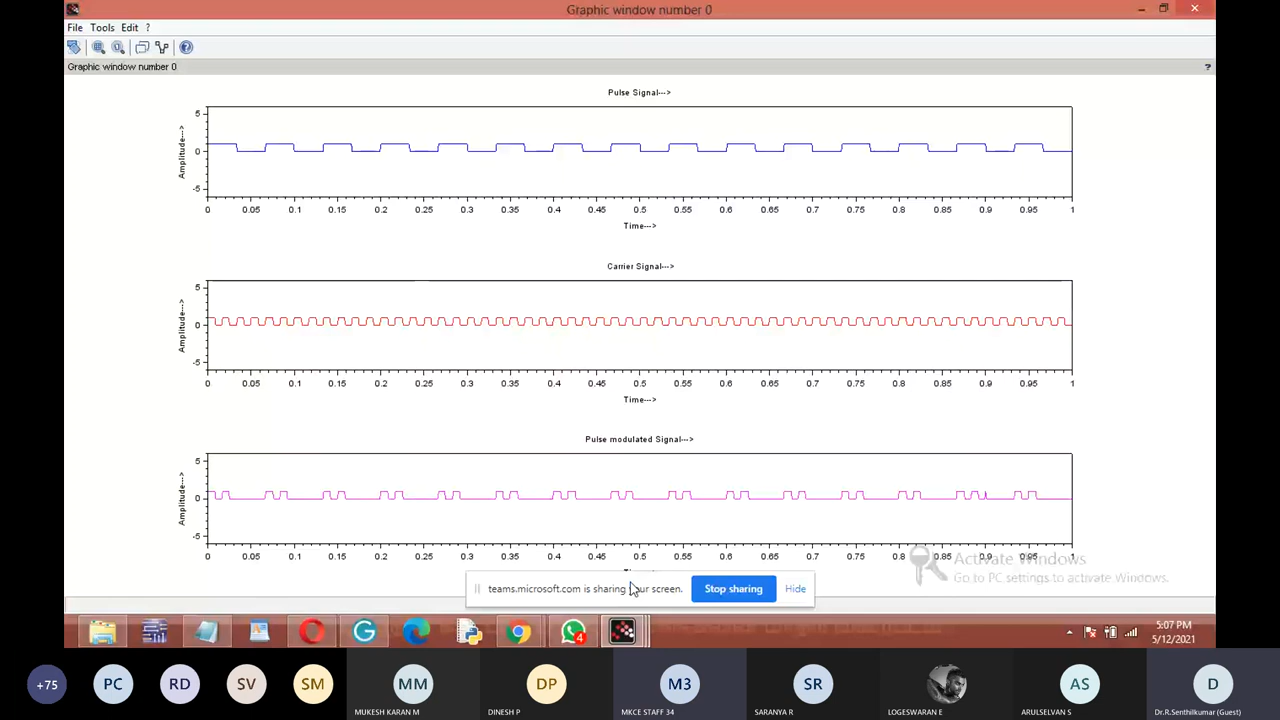 Graphic window number 0
File Tools Edit ?
Graphic window number 0 ?
Pulse Signal--->
Amplitude--->
5
0
-5
0 0.05 0.1 0.15 0.2 0.25 0.3 0.35 0.4 0.45 0.5 0.55 0.6 0.65 0.7 0.75 0.8 0.85 0.9 0.95 1
Time--->
Carrier Signal--->
Amplitude--->
5
0
-5
0 0.05 0.1 0.15 0.2 0.25 0.3 0.35 0.4 0.45 0.5 0.55 0.6 0.65 0.7 0.75 0.8 0.85 0.9 0.95 1
Time--->
Pulse modulated Signal--->
Amplitude--->
5
0
-5
0 0.05 0.1 0.15 0.2 0.25 0.3 0.35 0.4 0.45 0.5 0.55 0.6 0.65 0.7 0.75 0.8 0.85 0.9 0.95 1
Activate Windows
Go to PC settings to activate Windows.
teams.microsoft.com is sharing your screen. Stop sharing Hide
4
5:07 PM
5/12/2021
+75 PC RD SV SM MM DP M3 SR AS D
MUKESH KARAN M DINESH P MKCE STAFF 34 SARANYA R LOGESWARAN E ARULSELVAN S Dr.R.Senthilkumar (Guest)